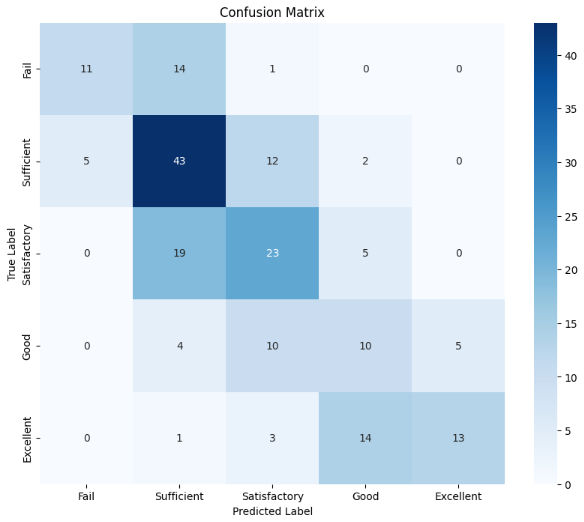 Confusion Matrix
Fail 11 14 1 0 0
Sufficient 5 43 12 2 0
Satisfactory 0 19 23 5 0
Good 0 4 10 10 5
Excellent 0 1 3 14 13
True Label
Fail Sufficient Satisfactory Good Excellent
Predicted Label
40
35
30
25
20
15
10
5
0